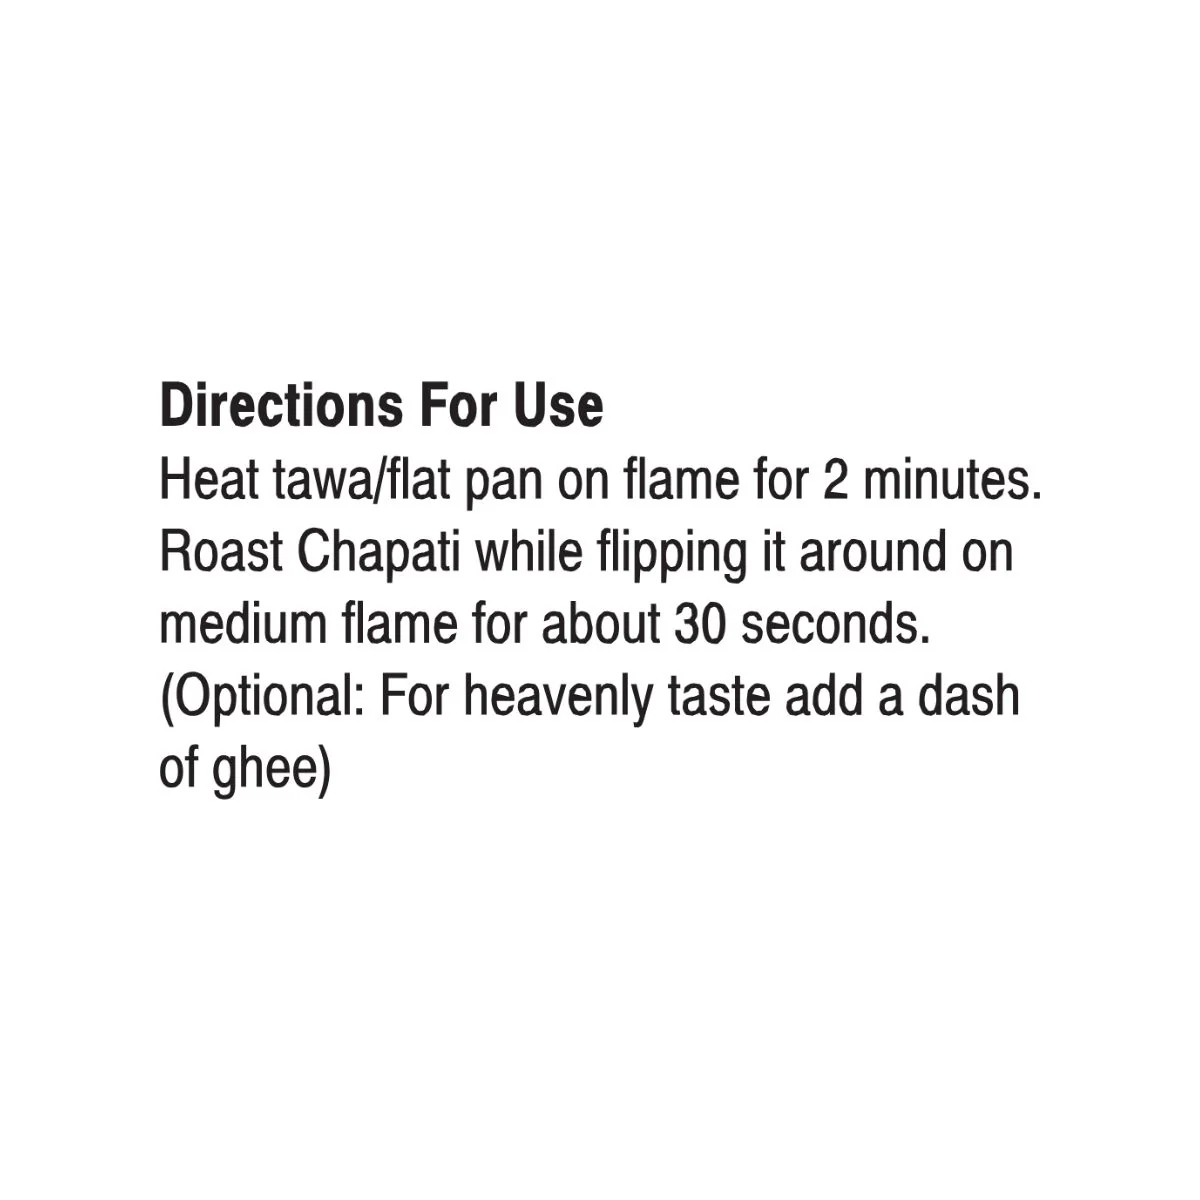 Directions For Use
Heat tawa/flat pan on flame for 2 minutes.
Roast Chapati while flipping it around on
medium flame for about 30 seconds.
(Optional: For heavenly taste add a dash
of ghee)